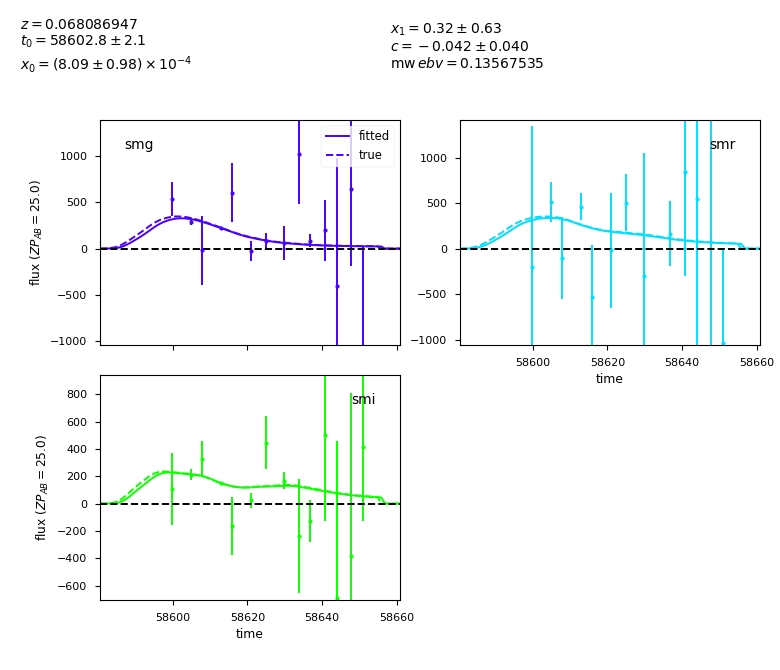 z = 0.068086947
t₀ = 58602.8 ± 2.1
x₀ = (8.09 ± 0.98) × 10⁻⁴
x₁ = 0.32 ± 0.63
c = −0.042 ± 0.040
mw ebv = 0.13567535
smg
fitted
true
1000
500
0
−500
−1000
flux (ZP_AB = 25.0)
smr
1000
500
0
−500
−1000
58600 58620 58640 58660
time
smi
800
600
400
200
0
−200
−400
−600
flux (ZP_AB = 25.0)
58600 58620 58640 58660
time